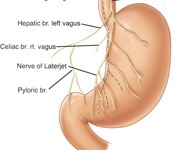 Hepatic br. left vagus
Celiac br. rt. vagus
Nerve of Laterjet
Pyloric br.